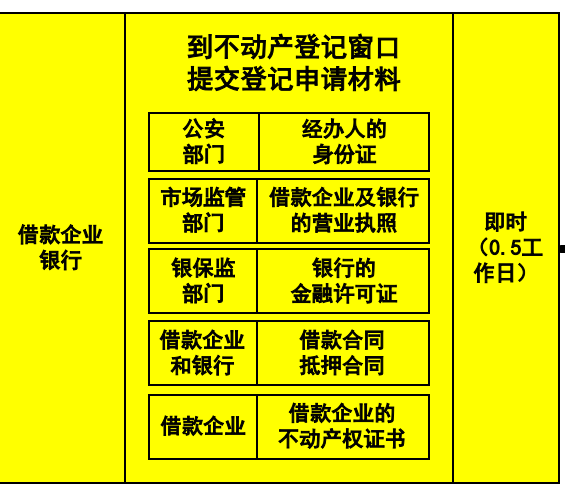 到不动产登记窗口
提交登记申请材料
公安
部门
经办人的
身份证
市场监管
部门
借款企业及银行
的营业执照
借款企业
银行
即时
（0.5工
作日）
银保监
部门
银行的
金融许可证
借款企业
和银行
借款合同
抵押合同
借款企业
借款企业的
不动产权证书